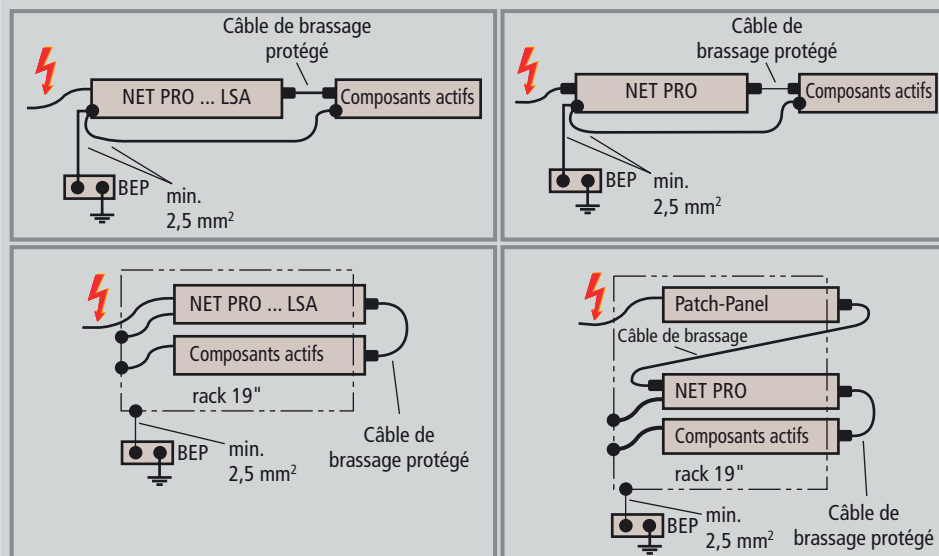 Câble de brassage
protégé
NET PRO ... LSA
Composants actifs
BEP
min.
2,5 mm²
Câble de
brassage protégé
NET PRO
Composants actifs
BEP
min.
2,5 mm²
NET PRO ... LSA
Composants actifs
rack 19"
BEP
min.
2,5 mm²
Câble de
brassage protégé
Patch-Panel
Câble de brassage
NET PRO
Composants actifs
rack 19"
BEP
min.
2,5 mm²
Câble de
brassage protégé